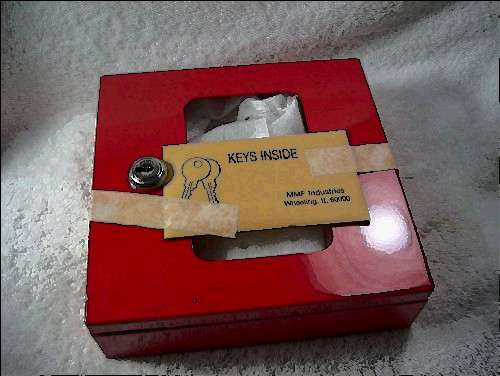 KEYS INSIDE
MMF Industries
Wheeling, IL 60090